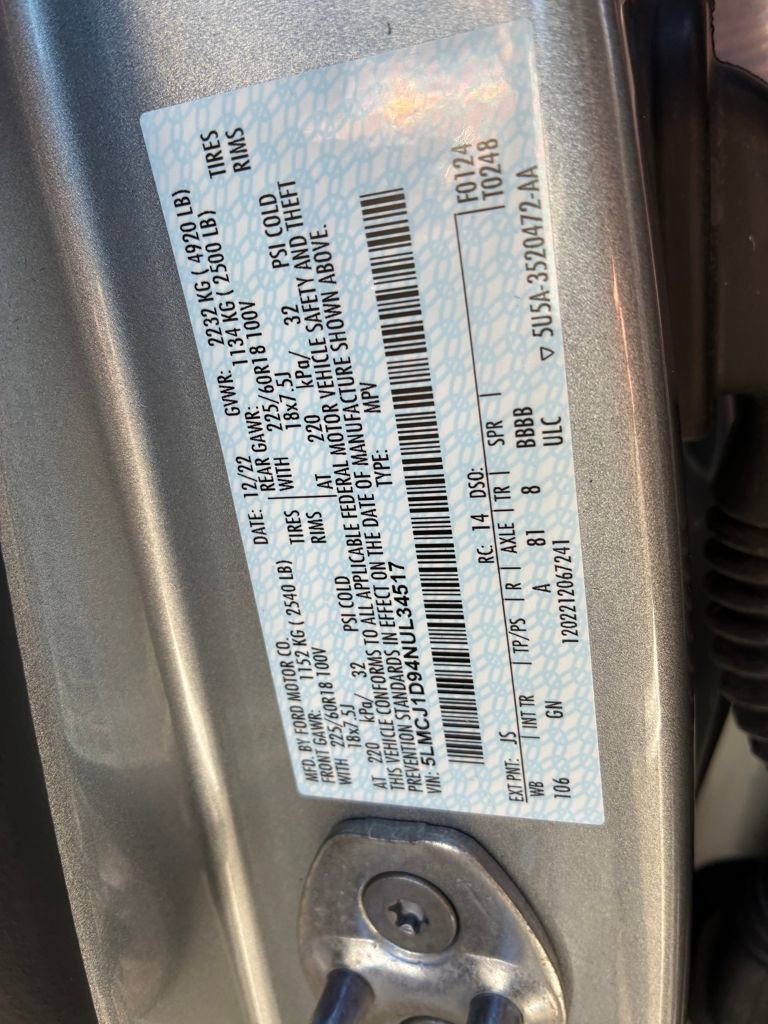 MFD. BY FORD MOTOR CO.
DATE: 12/22 GVWR: 2232 KG ( 4920 LB)
FRONT GAWR: 1152 KG ( 2540 LB)
REAR GAWR: 1134 KG ( 2500 LB)
WITH 225/60R18 100V TIRES
WITH 225/60R18 100V TIRES
18x7.5J RIMS
18x7.5J RIMS
AT 220 kPa/ 32 PSI COLD
AT 220 kPa/ 32 PSI COLD
THIS VEHICLE CONFORMS TO ALL APPLICABLE FEDERAL MOTOR VEHICLE SAFETY AND THEFT
PREVENTION STANDARDS IN EFFECT ON THE DATE OF MANUFACTURE SHOWN ABOVE.
VIN: 5LMCJ1D94NUL34517 TYPE: MPV
F0124
T0248
EXT PNT: JS RC: 14 DSO:
WB INT TR TP/PS R AXLE TR SPR
106 GN A 81 8 BBBB
1202212067241 ULC ▽ 5U5A-3520472-AA